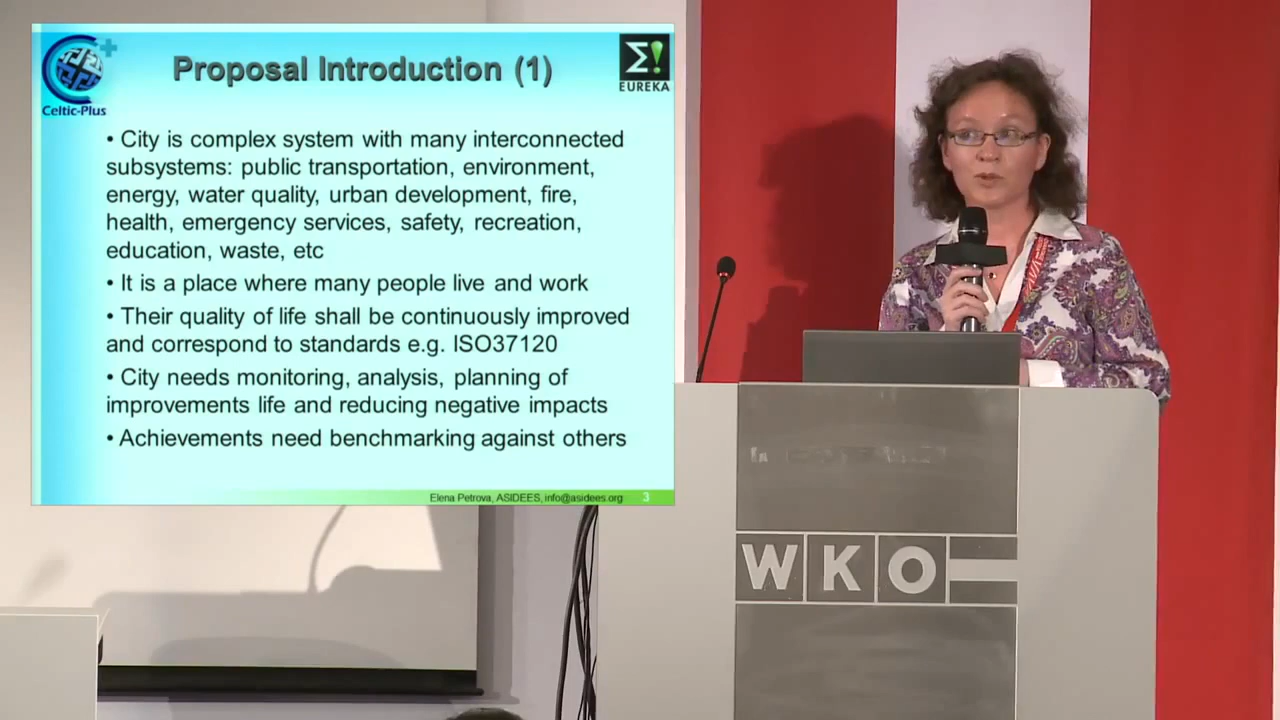 Celtic-Plus
Proposal Introduction (1)
Σ!
EUREKA
• City is complex system with many interconnected
subsystems: public transportation, environment,
energy, water quality, urban development, fire,
health, emergency services, safety, recreation,
education, waste, etc
• It is a place where many people live and work
• Their quality of life shall be continuously improved
and correspond to standards e.g. ISO37120
• City needs monitoring, analysis, planning of
improvements life and reducing negative impacts
• Achievements need benchmarking against others
Elena Petrova, ASIDEES, info@asidees.org 3
WKO